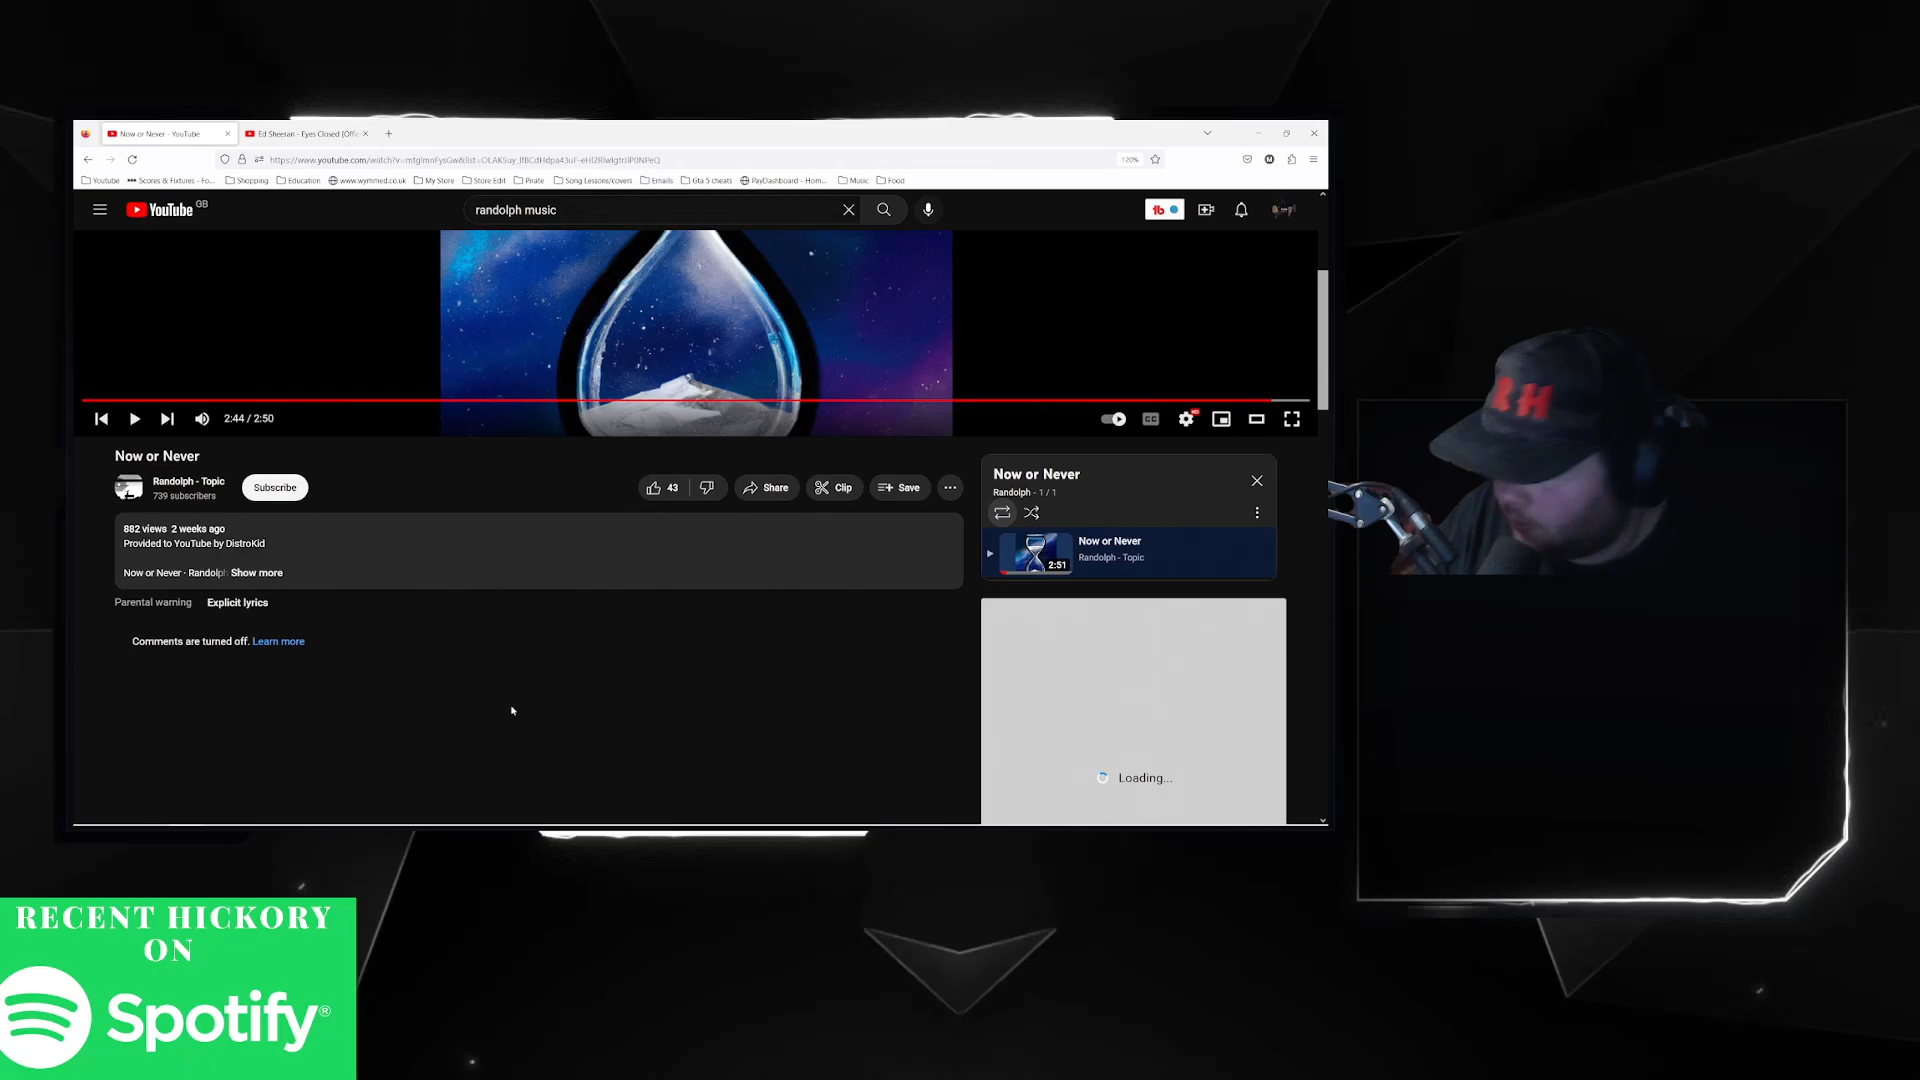 Now or Never - YouTube
Ed Sheeran - Eyes Closed [Offic
120%
Youtube
Scores & Fixtures - Fo...
Shopping
Education
www.wymmed.co.uk
My Store
Store Edit
Pirate
Song Lessons/covers
Emails
Gta 5 cheats
PayDashboard - Hom...
Music
Food
YouTube GB
randolph music
2:44 / 2:50
CC
HD
Now or Never
Randolph - Topic
739 subscribers
Subscribe
43
Share
Clip
Save
882 views 2 weeks ago
Provided to YouTube by DistroKid
Now or Never · Randolph Show more
Parental warning
Explicit lyrics
Comments are turned off. Learn more
Now or Never
Randolph - 1 / 1
2:51
Now or Never
Randolph - Topic
Loading...
RH
RECENT HICKORY
ON
Spotify®